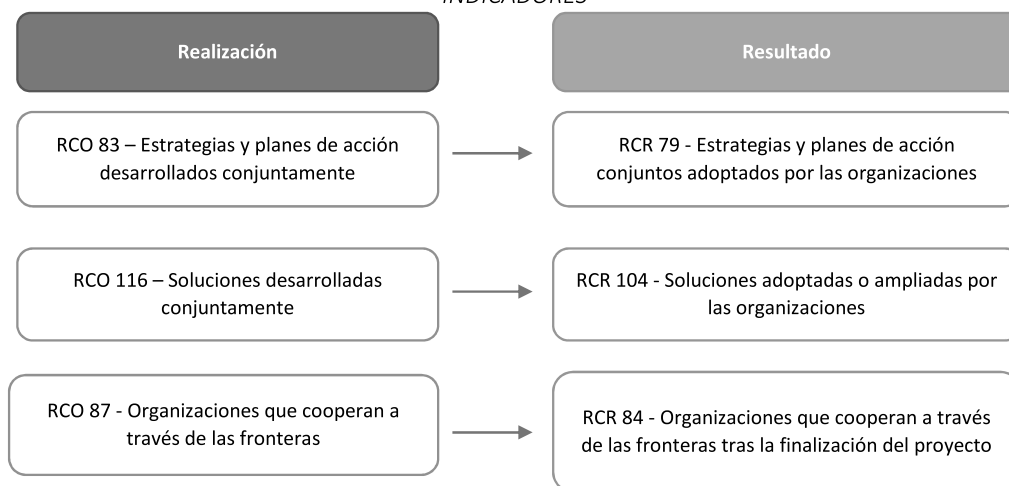 INDICADORES
Realización
Resultado
RCO 83 – Estrategias y planes de acción
desarrollados conjuntamente
RCR 79 - Estrategias y planes de acción
conjuntos adoptados por las organizaciones
RCO 116 – Soluciones desarrolladas
conjuntamente
RCR 104 - Soluciones adoptadas o ampliadas por
las organizaciones
RCO 87 - Organizaciones que cooperan a
través de las fronteras
RCR 84 - Organizaciones que cooperan a través
de las fronteras tras la finalización del proyecto